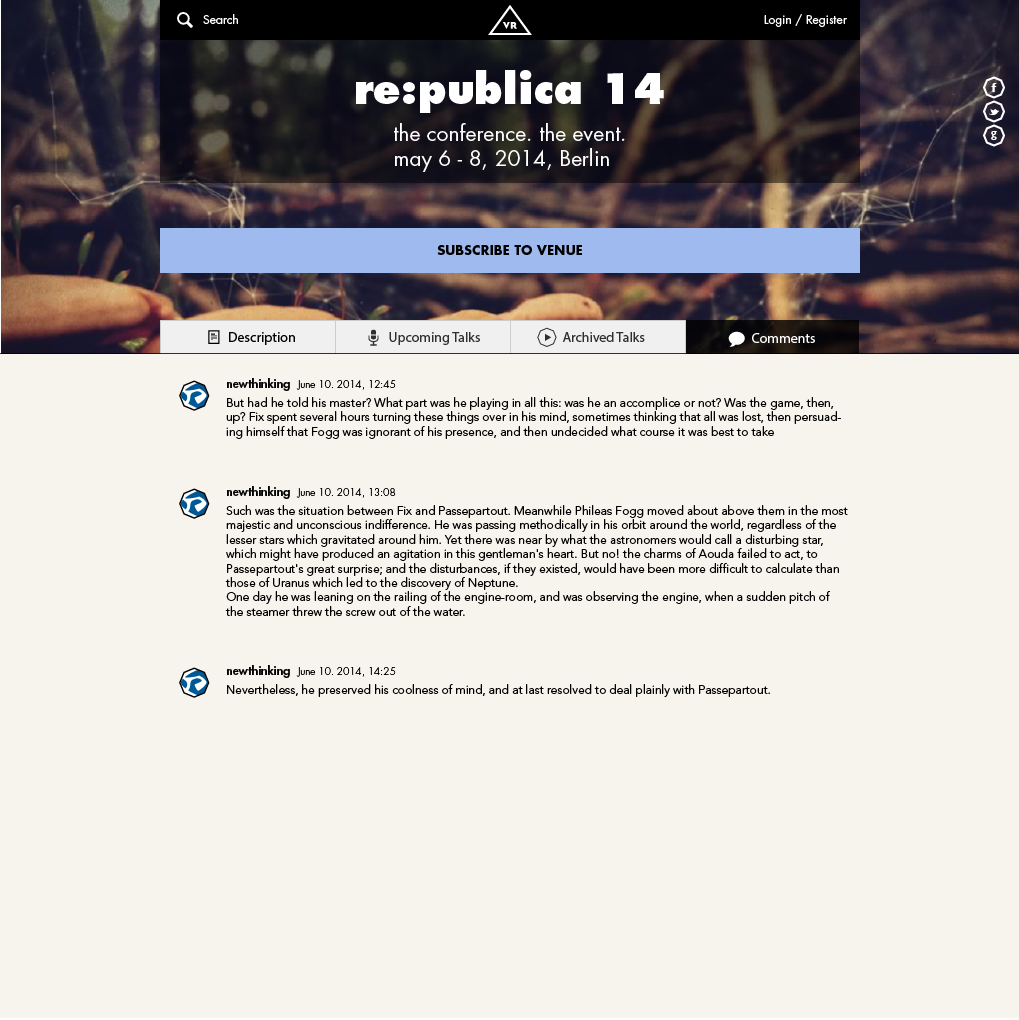 Search
VR
Login / Register
re:publica 14
the conference. the event.
may 6 - 8, 2014, Berlin
f
g
SUBSCRIBE TO VENUE
Description
Upcoming Talks
Archived Talks
Comments
newthinking June 10. 2014, 12:45
But had he told his master? What part was he playing in all this: was he an accomplice or not? Was the game, then,
up? Fix spent several hours turning these things over in his mind, sometimes thinking that all was lost, then persuad-
ing himself that Fogg was ignorant of his presence, and then undecided what course it was best to take
newthinking June 10. 2014, 13:08
Such was the situation between Fix and Passepartout. Meanwhile Phileas Fogg moved about above them in the most
majestic and unconscious indifference. He was passing methodically in his orbit around the world, regardless of the
lesser stars which gravitated around him. Yet there was near by what the astronomers would call a disturbing star,
which might have produced an agitation in this gentleman's heart. But no! the charms of Aouda failed to act, to
Passepartout's great surprise; and the disturbances, if they existed, would have been more difficult to calculate than
those of Uranus which led to the discovery of Neptune.
One day he was leaning on the railing of the engine-room, and was observing the engine, when a sudden pitch of
the steamer threw the screw out of the water.
newthinking June 10. 2014, 14:25
Nevertheless, he preserved his coolness of mind, and at last resolved to deal plainly with Passepartout.